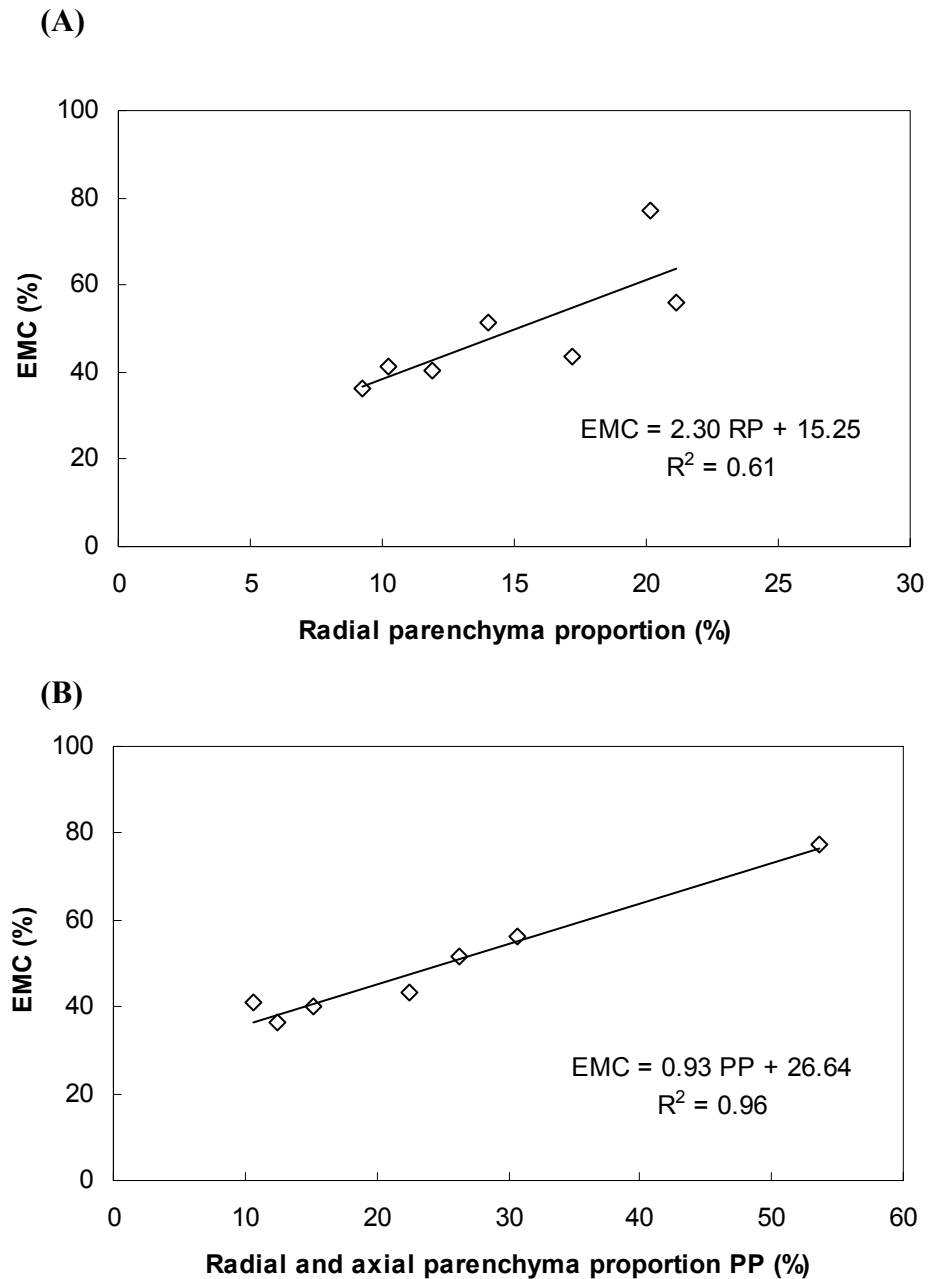 (A)
100
80
60
40
20
0
EMC (%)
EMC = 2.30 RP + 15.25
R² = 0.61
0 5 10 15 20 25 30
Radial parenchyma proportion (%)
(B)
100
80
60
40
20
0
EMC (%)
EMC = 0.93 PP + 26.64
R² = 0.96
0 10 20 30 40 50 60
Radial and axial parenchyma proportion PP (%)